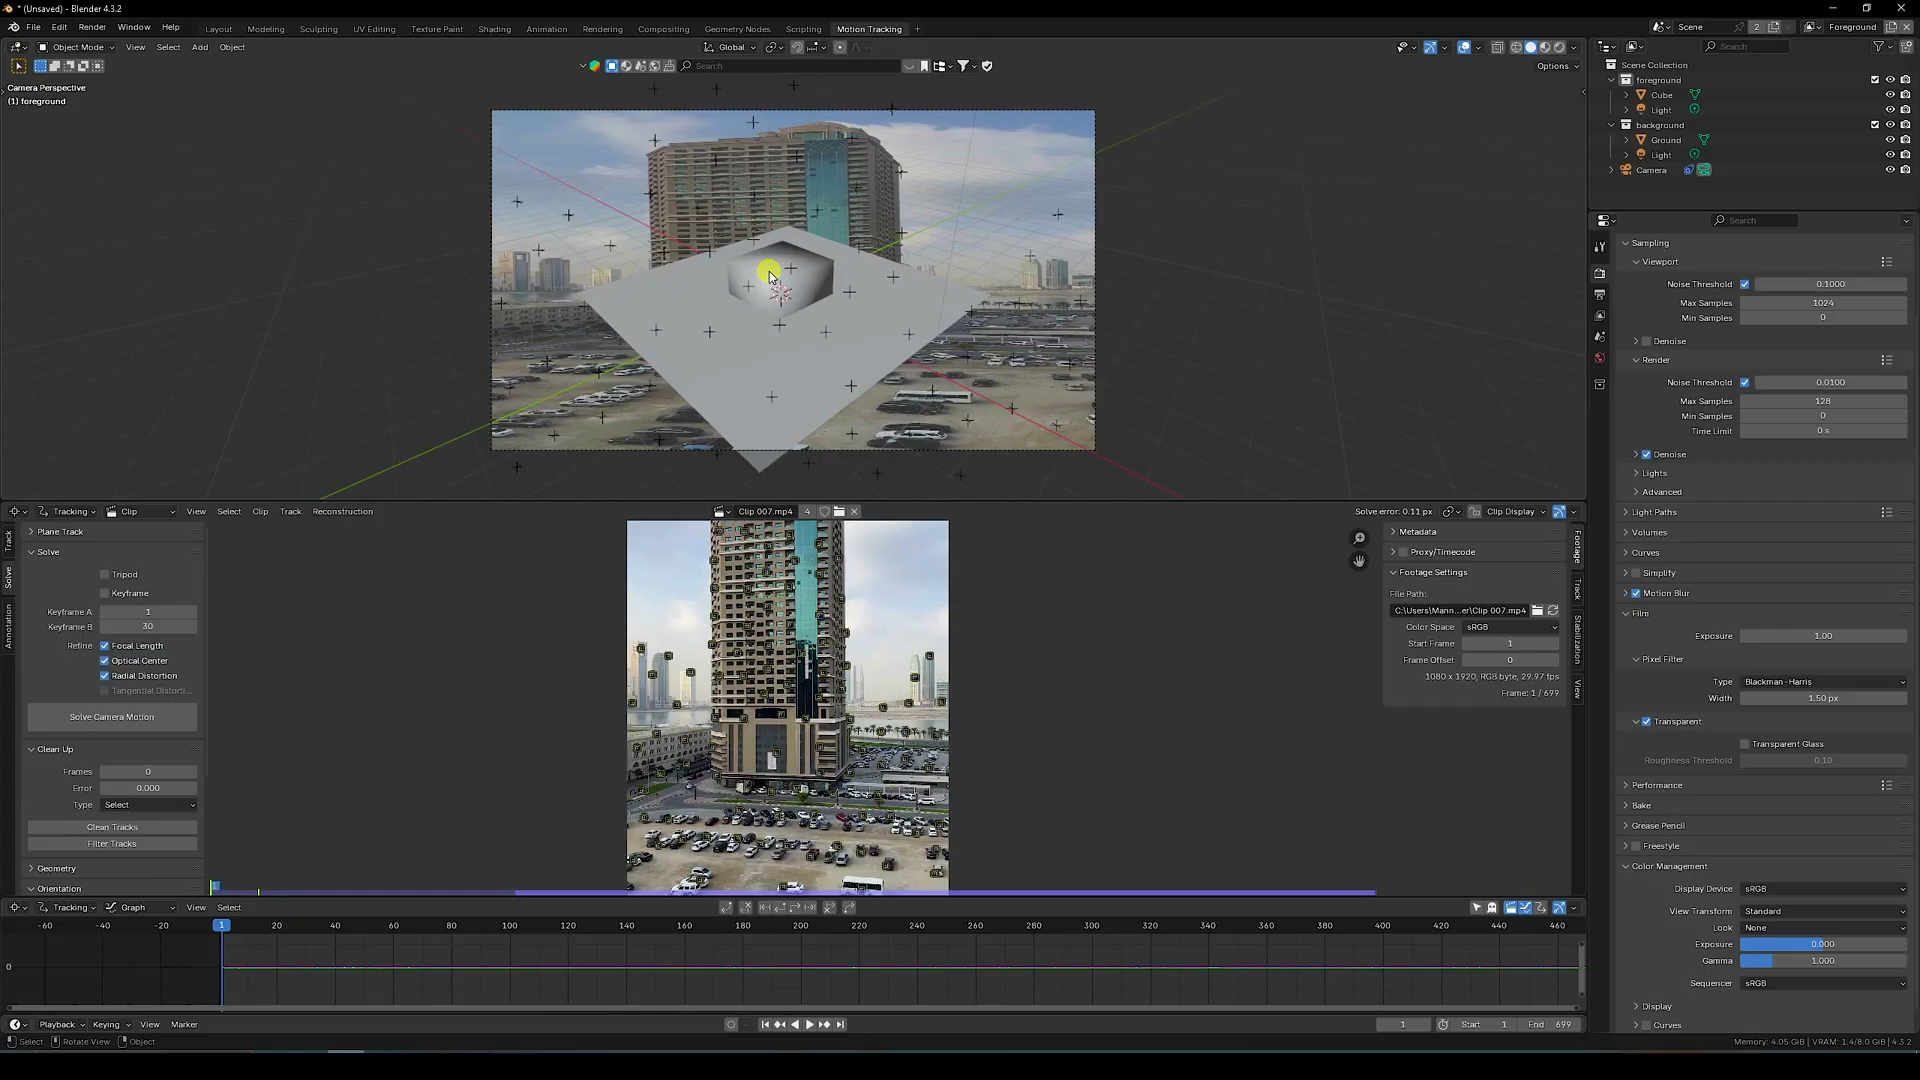 * (Unsaved) - Blender 4.3.2
File Edit Render Window Help Layout Modeling Sculpting UV Editing Texture Paint Shading Animation Rendering Compositing Geometry Nodes Scripting Motion Tracking + Scene 2 Foreground
Object Mode View Select Add Object Global Search
Search Options
Camera Perspective
(1) foreground
Scene Collection
foreground
Cube
Light
background
Ground
Light
Camera
Search
Sampling
Viewport
Noise Threshold 0.1000
Max Samples 1024
Min Samples 0
Denoise
Render
Noise Threshold 0.0100
Max Samples 128
Min Samples 0
Time Limit 0 s
Denoise
Lights
Advanced
Light Paths
Volumes
Curves
Simplify
Motion Blur
Film
Exposure 1.00
Pixel Filter
Type Blackman-Harris
Width 1.50 px
Transparent
Transparent Glass
Roughness Threshold 0.10
Performance
Bake
Grease Pencil
Freestyle
Color Management
Display Device sRGB
View Transform Standard
Look None
Exposure 0.000
Gamma 1.000
Sequencer sRGB
Display
Curves
Tracking Clip View Select Clip Track Reconstruction Clip 007.mp4 4 Solve error: 0.11 px Clip Display
Track
Solve
Annotation
Plane Track
Solve
Tripod
Keyframe
Keyframe A 1
Keyframe B 30
Refine Focal Length
Optical Center
Radial Distortion
Tangential Distorti...
Solve Camera Motion
Clean Up
Frames 0
Error 0.000
Type Select
Clean Tracks
Filter Tracks
Geometry
Orientation
Metadata
Proxy/Timecode
Footage Settings
File Path:
C:\Users\Mann...er\Clip 007.mp4
Color Space sRGB
Start Frame 1
Frame Offset 0
1080 x 1920, RGB byte, 29.97 fps
Frame: 1 / 699
Footage
Track
Stabilization
View
Tracking Graph View Select
-60 -40 -20 1 20 40 60 80 100 120 140 160 180 200 220 240 260 280 300 320 340 360 380 400 420 440 460
0
Playback Keying View Marker 1 Start 1 End 699
Select Rotate View Object Memory: 4.05 GiB | VRAM: 1.4/8.0 GiB | 4.3.2